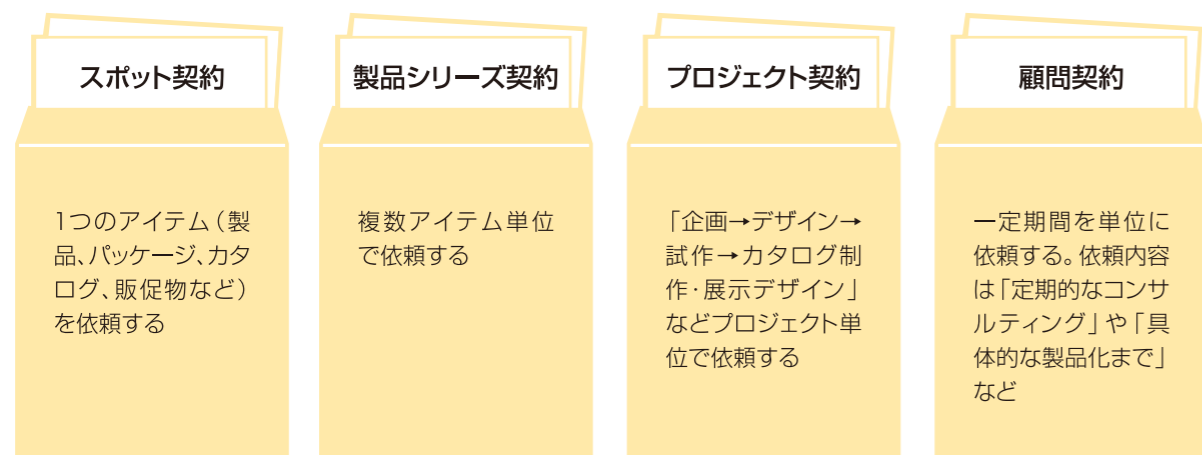 スポット契約
1つのアイテム（製
品、パッケージ、カタ
ログ、販促物など）
を依頼する
製品シリーズ契約
複数アイテム単位
で依頼する
プロジェクト契約
「企画→デザイン→
試作→カタログ制
作・展示デザイン」
などプロジェクト単
位で依頼する
顧問契約
一定期間を単位に
依頼する。依頼内容
は「定期的なコンサ
ルティング」や「具
体的な製品化まで」
など